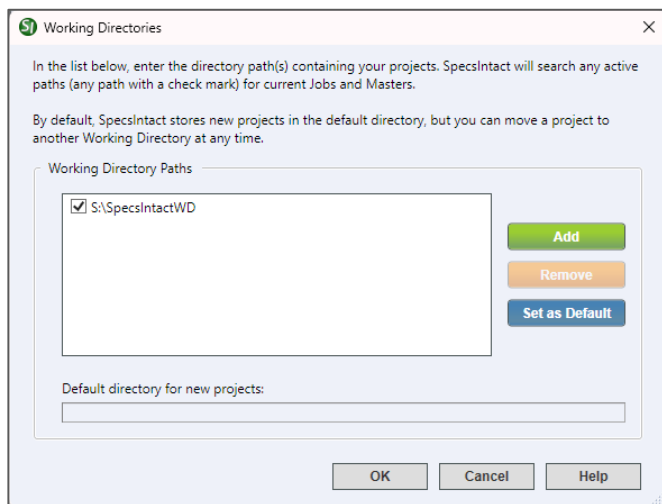 SI Working Directories
In the list below, enter the directory path(s) containing your projects. SpecsIntact will search any active
paths (any path with a check mark) for current Jobs and Masters.
By default, SpecsIntact stores new projects in the default directory, but you can move a project to
another Working Directory at any time.
Working Directory Paths
S:\SpecsIntactWD
Add
Remove
Set as Default
Default directory for new projects:
OK Cancel Help